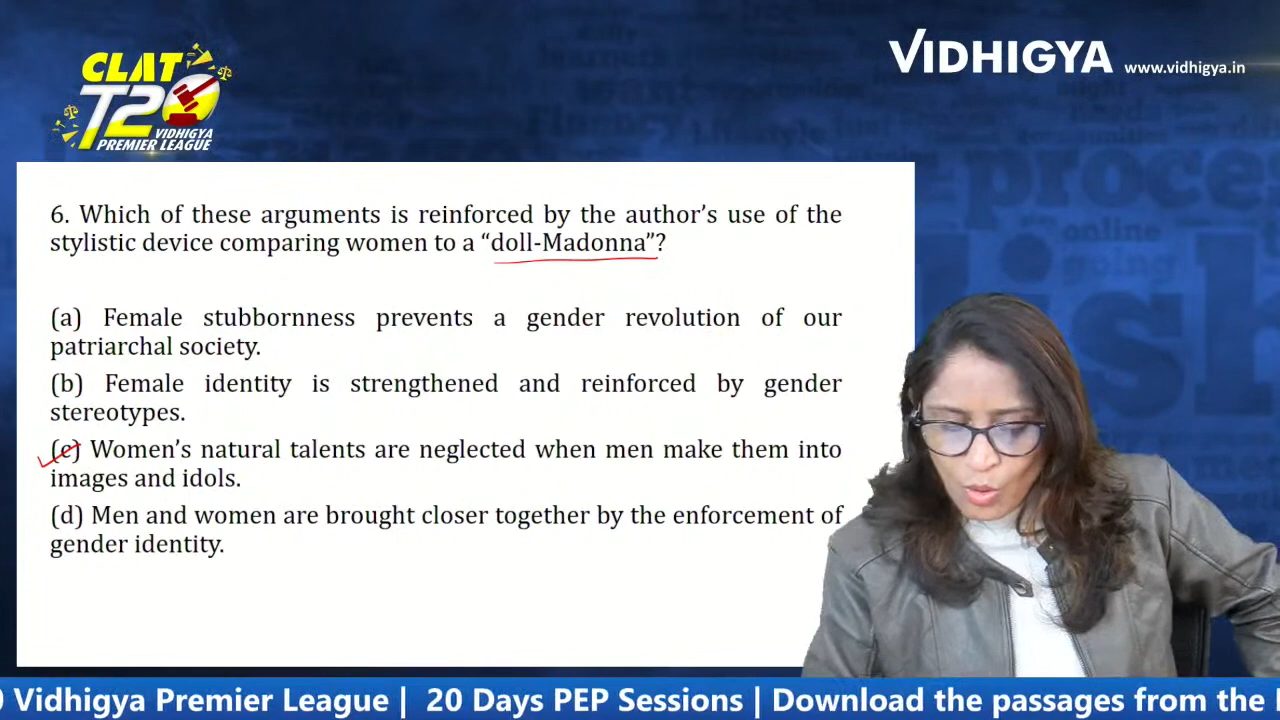 CLAT
T20
VIDHIGYA
PREMIER LEAGUE
VIDHIGYA www.vidhigya.in
6. Which of these arguments is reinforced by the author’s use of the
stylistic device comparing women to a “doll-Madonna”?
(a) Female stubbornness prevents a gender revolution of our
patriarchal society.
(b) Female identity is strengthened and reinforced by gender
stereotypes.
(c) Women’s natural talents are neglected when men make them into
images and idols.
(d) Men and women are brought closer together by the enforcement of
gender identity.
process
online
going
Vidhigya Premier League | 20 Days PEP Sessions | Download the passages from the